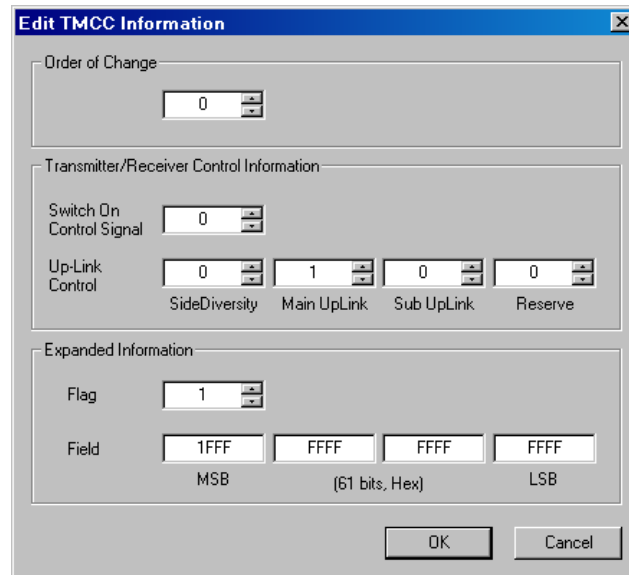 Edit TMCC Information
Order of Change
0
Transmitter/Receiver Control Information
Switch On
Control Signal
0
Up-Link
Control
0 1 0 0
SideDiversity Main UpLink Sub UpLink Reserve
Expanded Information
Flag 1
Field 1FFF FFFF FFFF FFFF
MSB (61 bits, Hex) LSB
OK Cancel